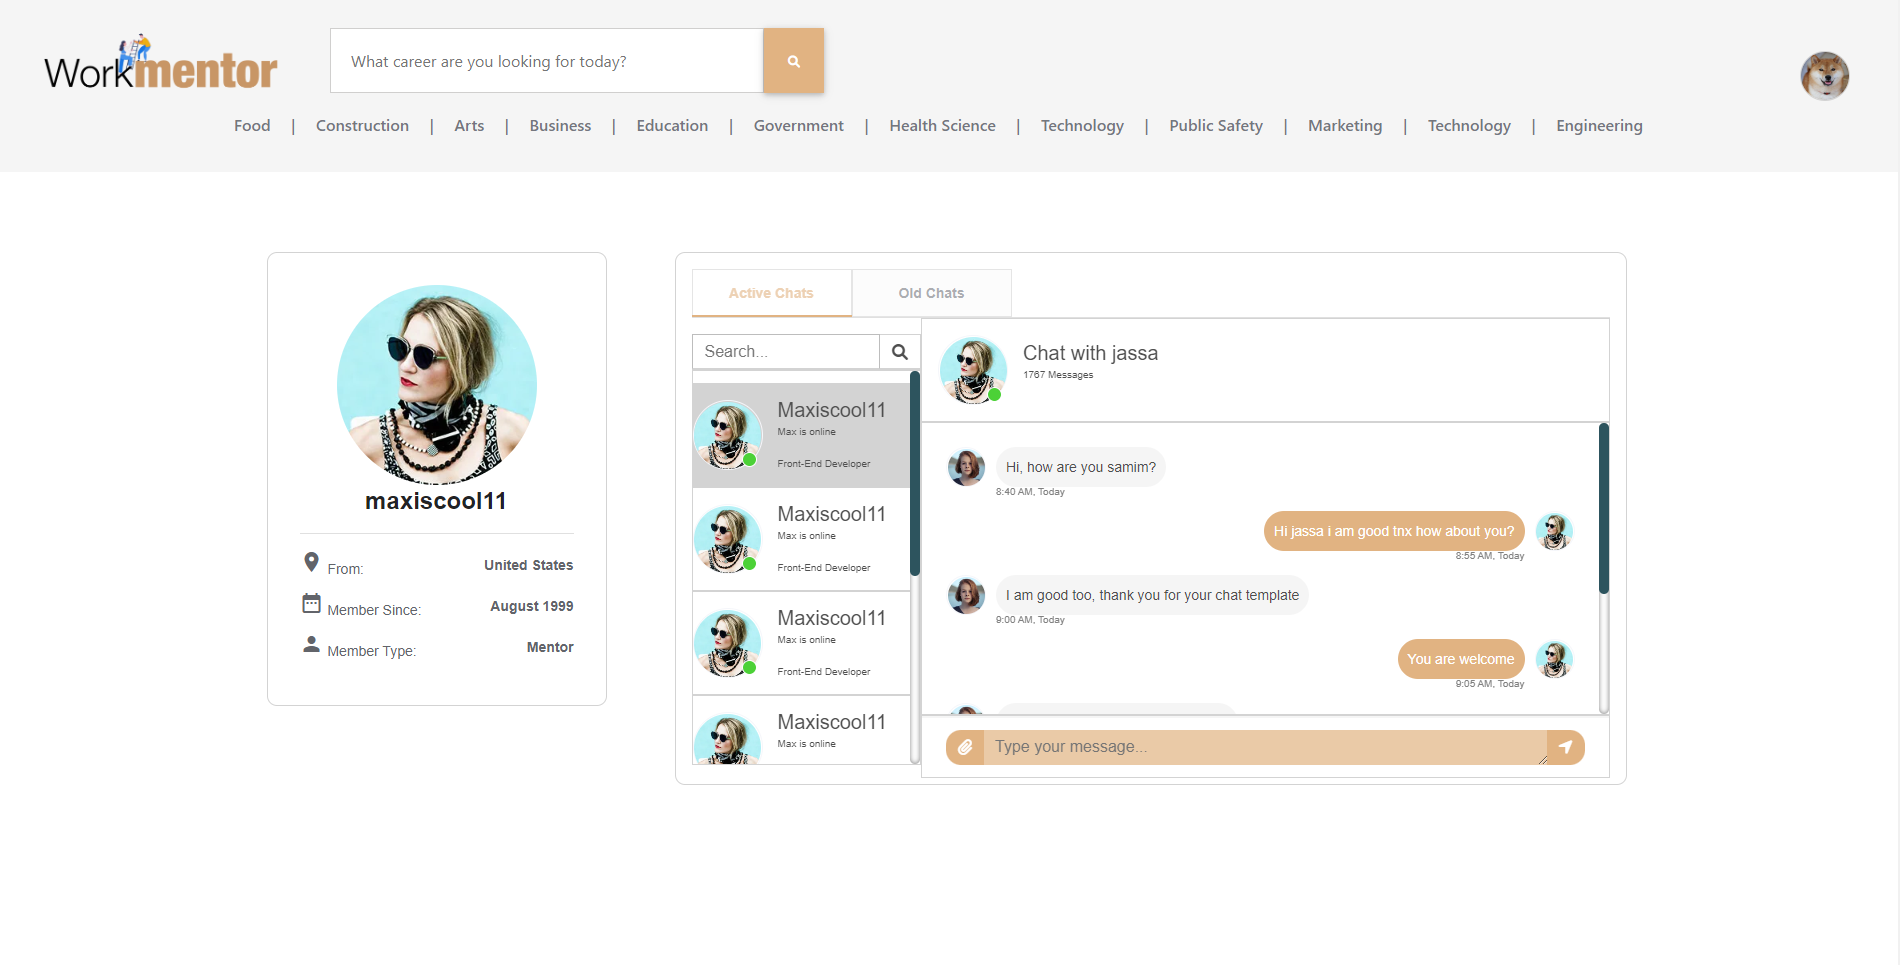 Workmentor
What career are you looking for today?
Food | Construction | Arts | Business | Education | Government | Health Science | Technology | Public Safety | Marketing | Technology | Engineering
maxiscool11
From: United States
Member Since: August 1999
Member Type: Mentor
Active Chats
Old Chats
Search...
Maxiscool11
Max is online
Front-End Developer
Maxiscool11
Max is online
Front-End Developer
Maxiscool11
Max is online
Front-End Developer
Maxiscool11
Max is online
Chat with jassa
1767 Messages
Hi, how are you samim?
8:40 AM, Today
Hi jassa i am good tnx how about you?
8:55 AM, Today
I am good too, thank you for your chat template
9:00 AM, Today
You are welcome
9:05 AM, Today
Type your message...